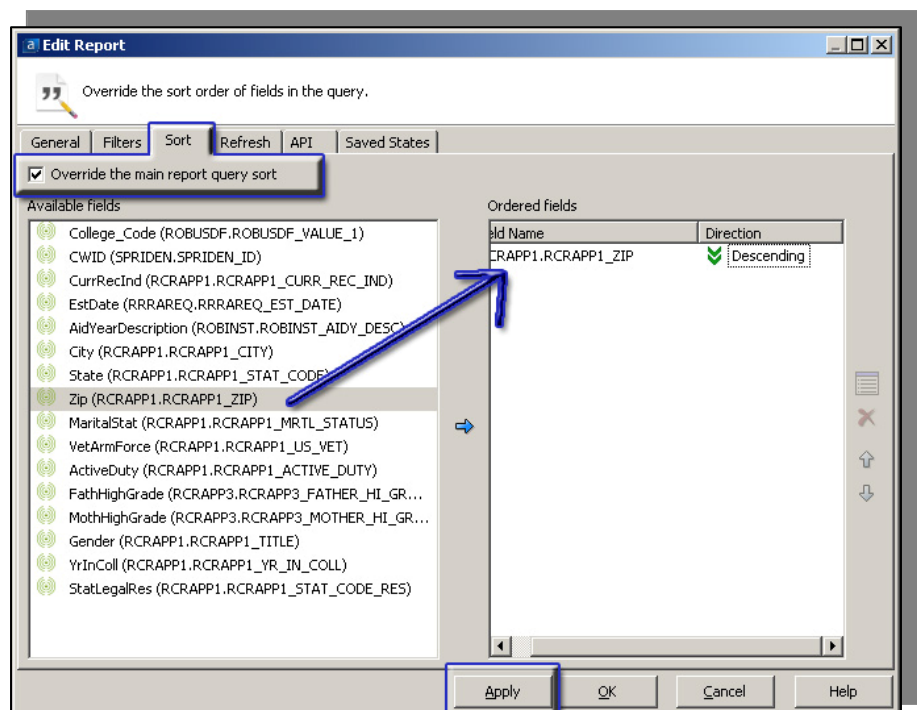 Edit Report
Override the sort order of fields in the query.
General Filters Sort Refresh API Saved States
Override the main report query sort
Available fields
Ordered fields
College_Code (ROBUSDF.ROBUSDF_VALUE_1)
CWID (SPRIDEN.SPRIDEN_ID)
CurrRecInd (RCRAPP1.RCRAPP1_CURR_REC_IND)
EstDate (RRRAREQ.RRRAREQ_EST_DATE)
AidYearDescription (ROBINST.ROBINST_AIDY_DESC)
City (RCRAPP1.RCRAPP1_CITY)
State (RCRAPP1.RCRAPP1_STAT_CODE)
Zip (RCRAPP1.RCRAPP1_ZIP)
MaritalStat (RCRAPP1.RCRAPP1_MRTL_STATUS)
VetArmForce (RCRAPP1.RCRAPP1_US_VET)
ActiveDuty (RCRAPP1.RCRAPP1_ACTIVE_DUTY)
FathHighGrade (RCRAPP3.RCRAPP3_FATHER_HI_GR...
MothHighGrade (RCRAPP3.RCRAPP3_MOTHER_HI_GR...
Gender (RCRAPP1.RCRAPP1_TITLE)
YrInColl (RCRAPP1.RCRAPP1_YR_IN_COLL)
StatLegalRes (RCRAPP1.RCRAPP1_STAT_CODE_RES)
eld Name Direction
CRAPP1.RCRAPP1_ZIP Descending
Apply OK Cancel Help